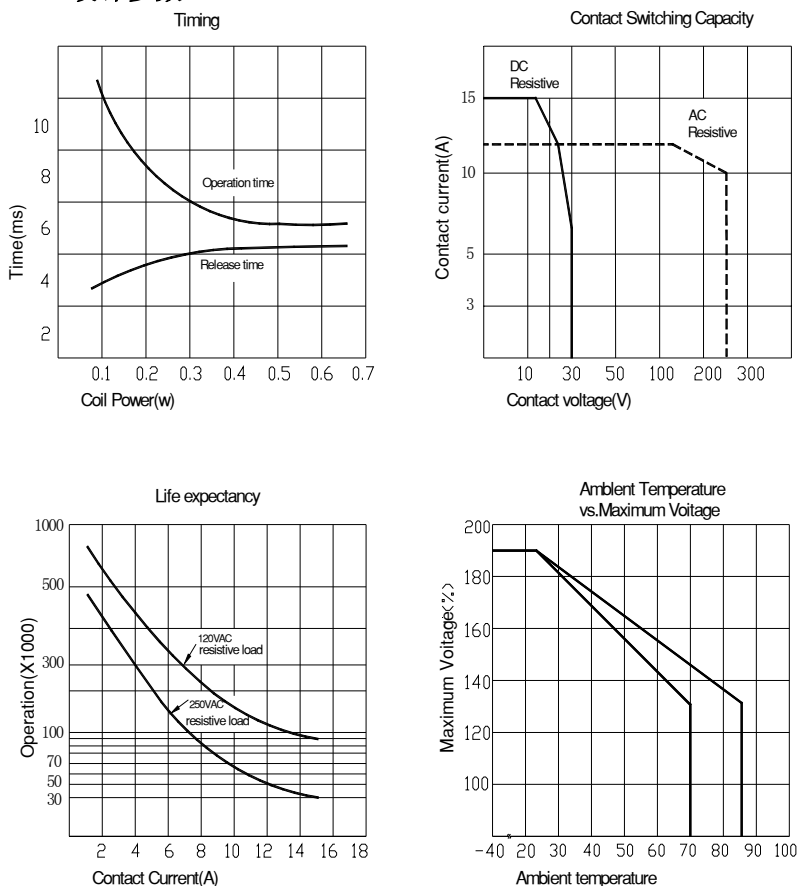 Timing
10
8
6
4
2
Time(ms)
Operation time
Release time
0.1 0.2 0.3 0.4 0.5 0.6 0.7
Coil Power(w)
Contact Switching Capacity
15
10
5
3
Contact current(A)
DC
Resistive
AC
Resistive
10 30 50 100 200 300
Contact voltage(V)
Life expectancy
1000
500
300
100
70
50
30
Operation(X1000)
120VAC
resistive load
250VAC
resistive load
2 4 6 8 10 12 14 16 18
Contact Current(A)
Ambient Temperature
vs.Maximum Voitage
200
180
160
140
120
100
Maximum Voitage(%)
-40 20 30 40 50 60 70 80 90 100
Ambient temperature